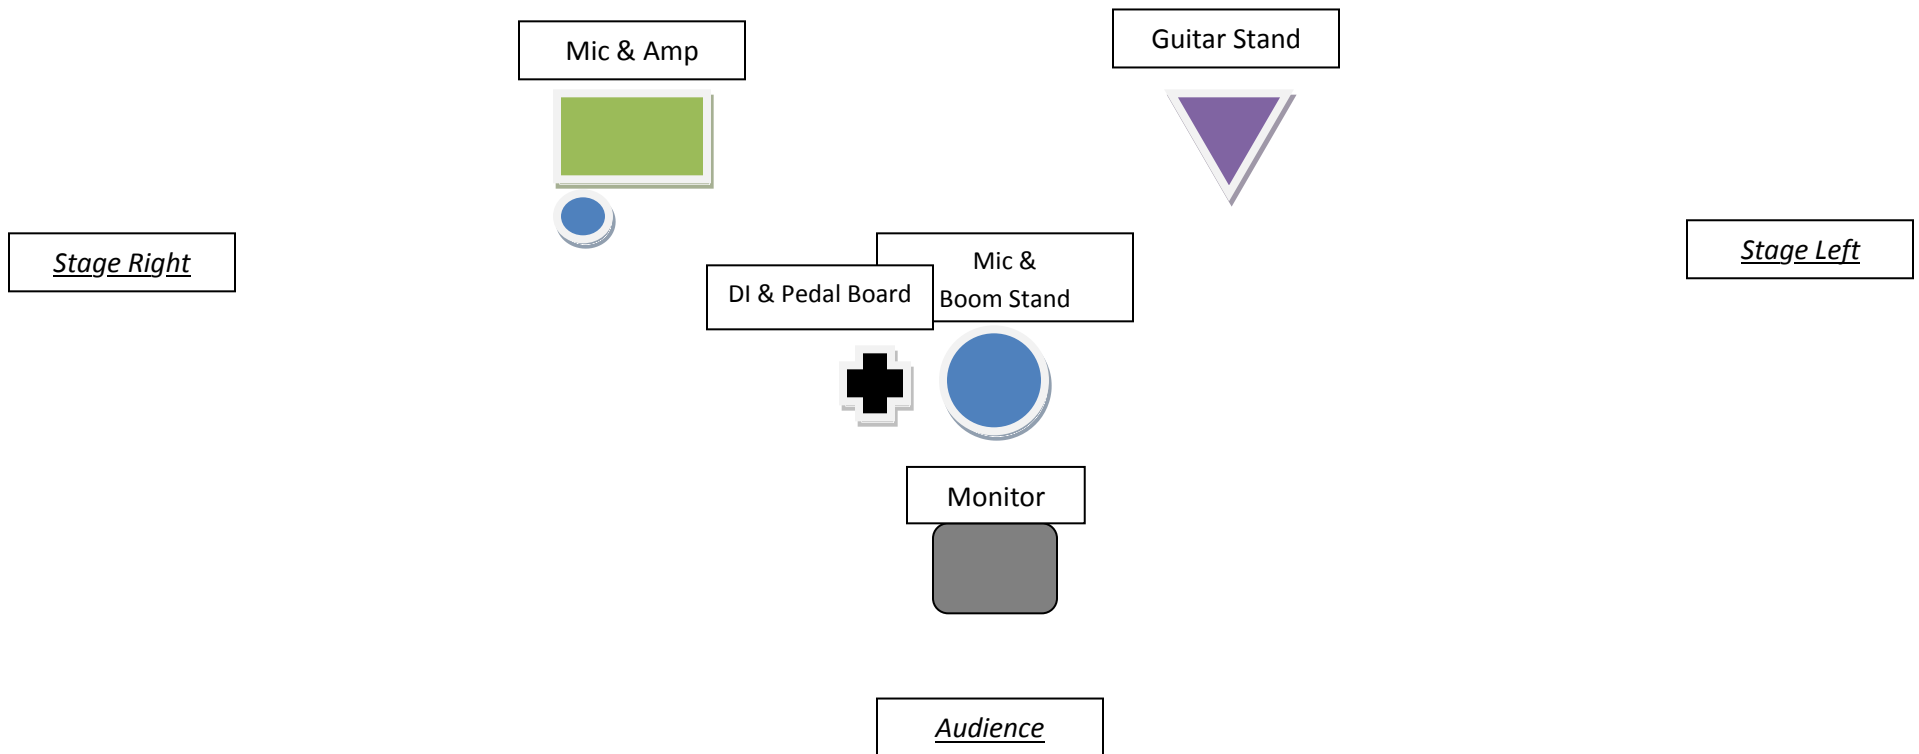 Mic & Amp
Guitar Stand
Stage Right
Stage Left
Mic &
Boom Stand
DI & Pedal Board
Monitor
Audience